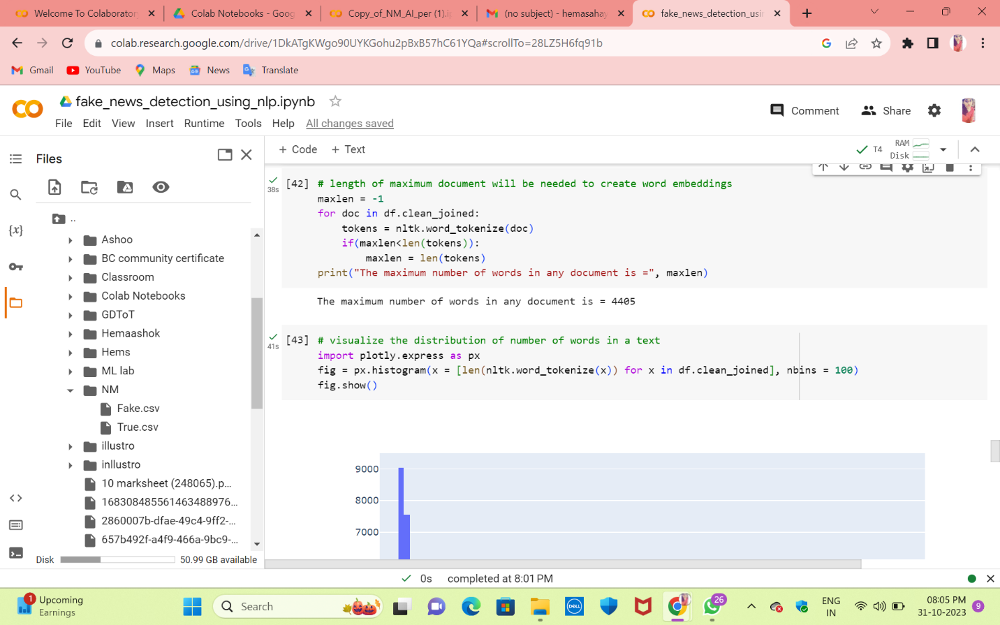 Welcome To Colaborator
Colab Notebooks - Goog
Copy_of_NM_AI_per (1).i
(no subject) - hemasahay
fake_news_detection_usin
colab.research.google.com/drive/1DkATgKWgo90UYKGohu2pBxB57hC61YQa#scrollTo=28LZ5H6fq91b
Gmail YouTube Maps News Translate
fake_news_detection_using_nlp.ipynb
File Edit View Insert Runtime Tools Help All changes saved
Comment Share
Files
+ Code + Text
T4 RAM
Disk
..
Ashoo
BC community certificate
Classroom
Colab Notebooks
GDToT
Hemaashok
Hems
ML lab
NM
Fake.csv
True.csv
illustro
inllustro
10 marksheet (248065).p...
168308485561463488976...
2860007b-dfae-49c4-9ff2-...
657b492f-a4f9-466a-9bc9-...
Disk 50.99 GB available
38s
[42] # length of maximum document will be needed to create word embeddings
maxlen = -1
for doc in df.clean_joined:
tokens = nltk.word_tokenize(doc)
if(maxlen<len(tokens)):
maxlen = len(tokens)
print("The maximum number of words in any document is =", maxlen)
The maximum number of words in any document is = 4405
41s
[43] # visualize the distribution of number of words in a text
import plotly.express as px
fig = px.histogram(x = [len(nltk.word_tokenize(x)) for x in df.clean_joined], nbins = 100)
fig.show()
9000
8000
7000
0s completed at 8:01 PM
1
Upcoming
Earnings
Search
DELL
26
ENG
IN
08:05 PM
31-10-2023
9